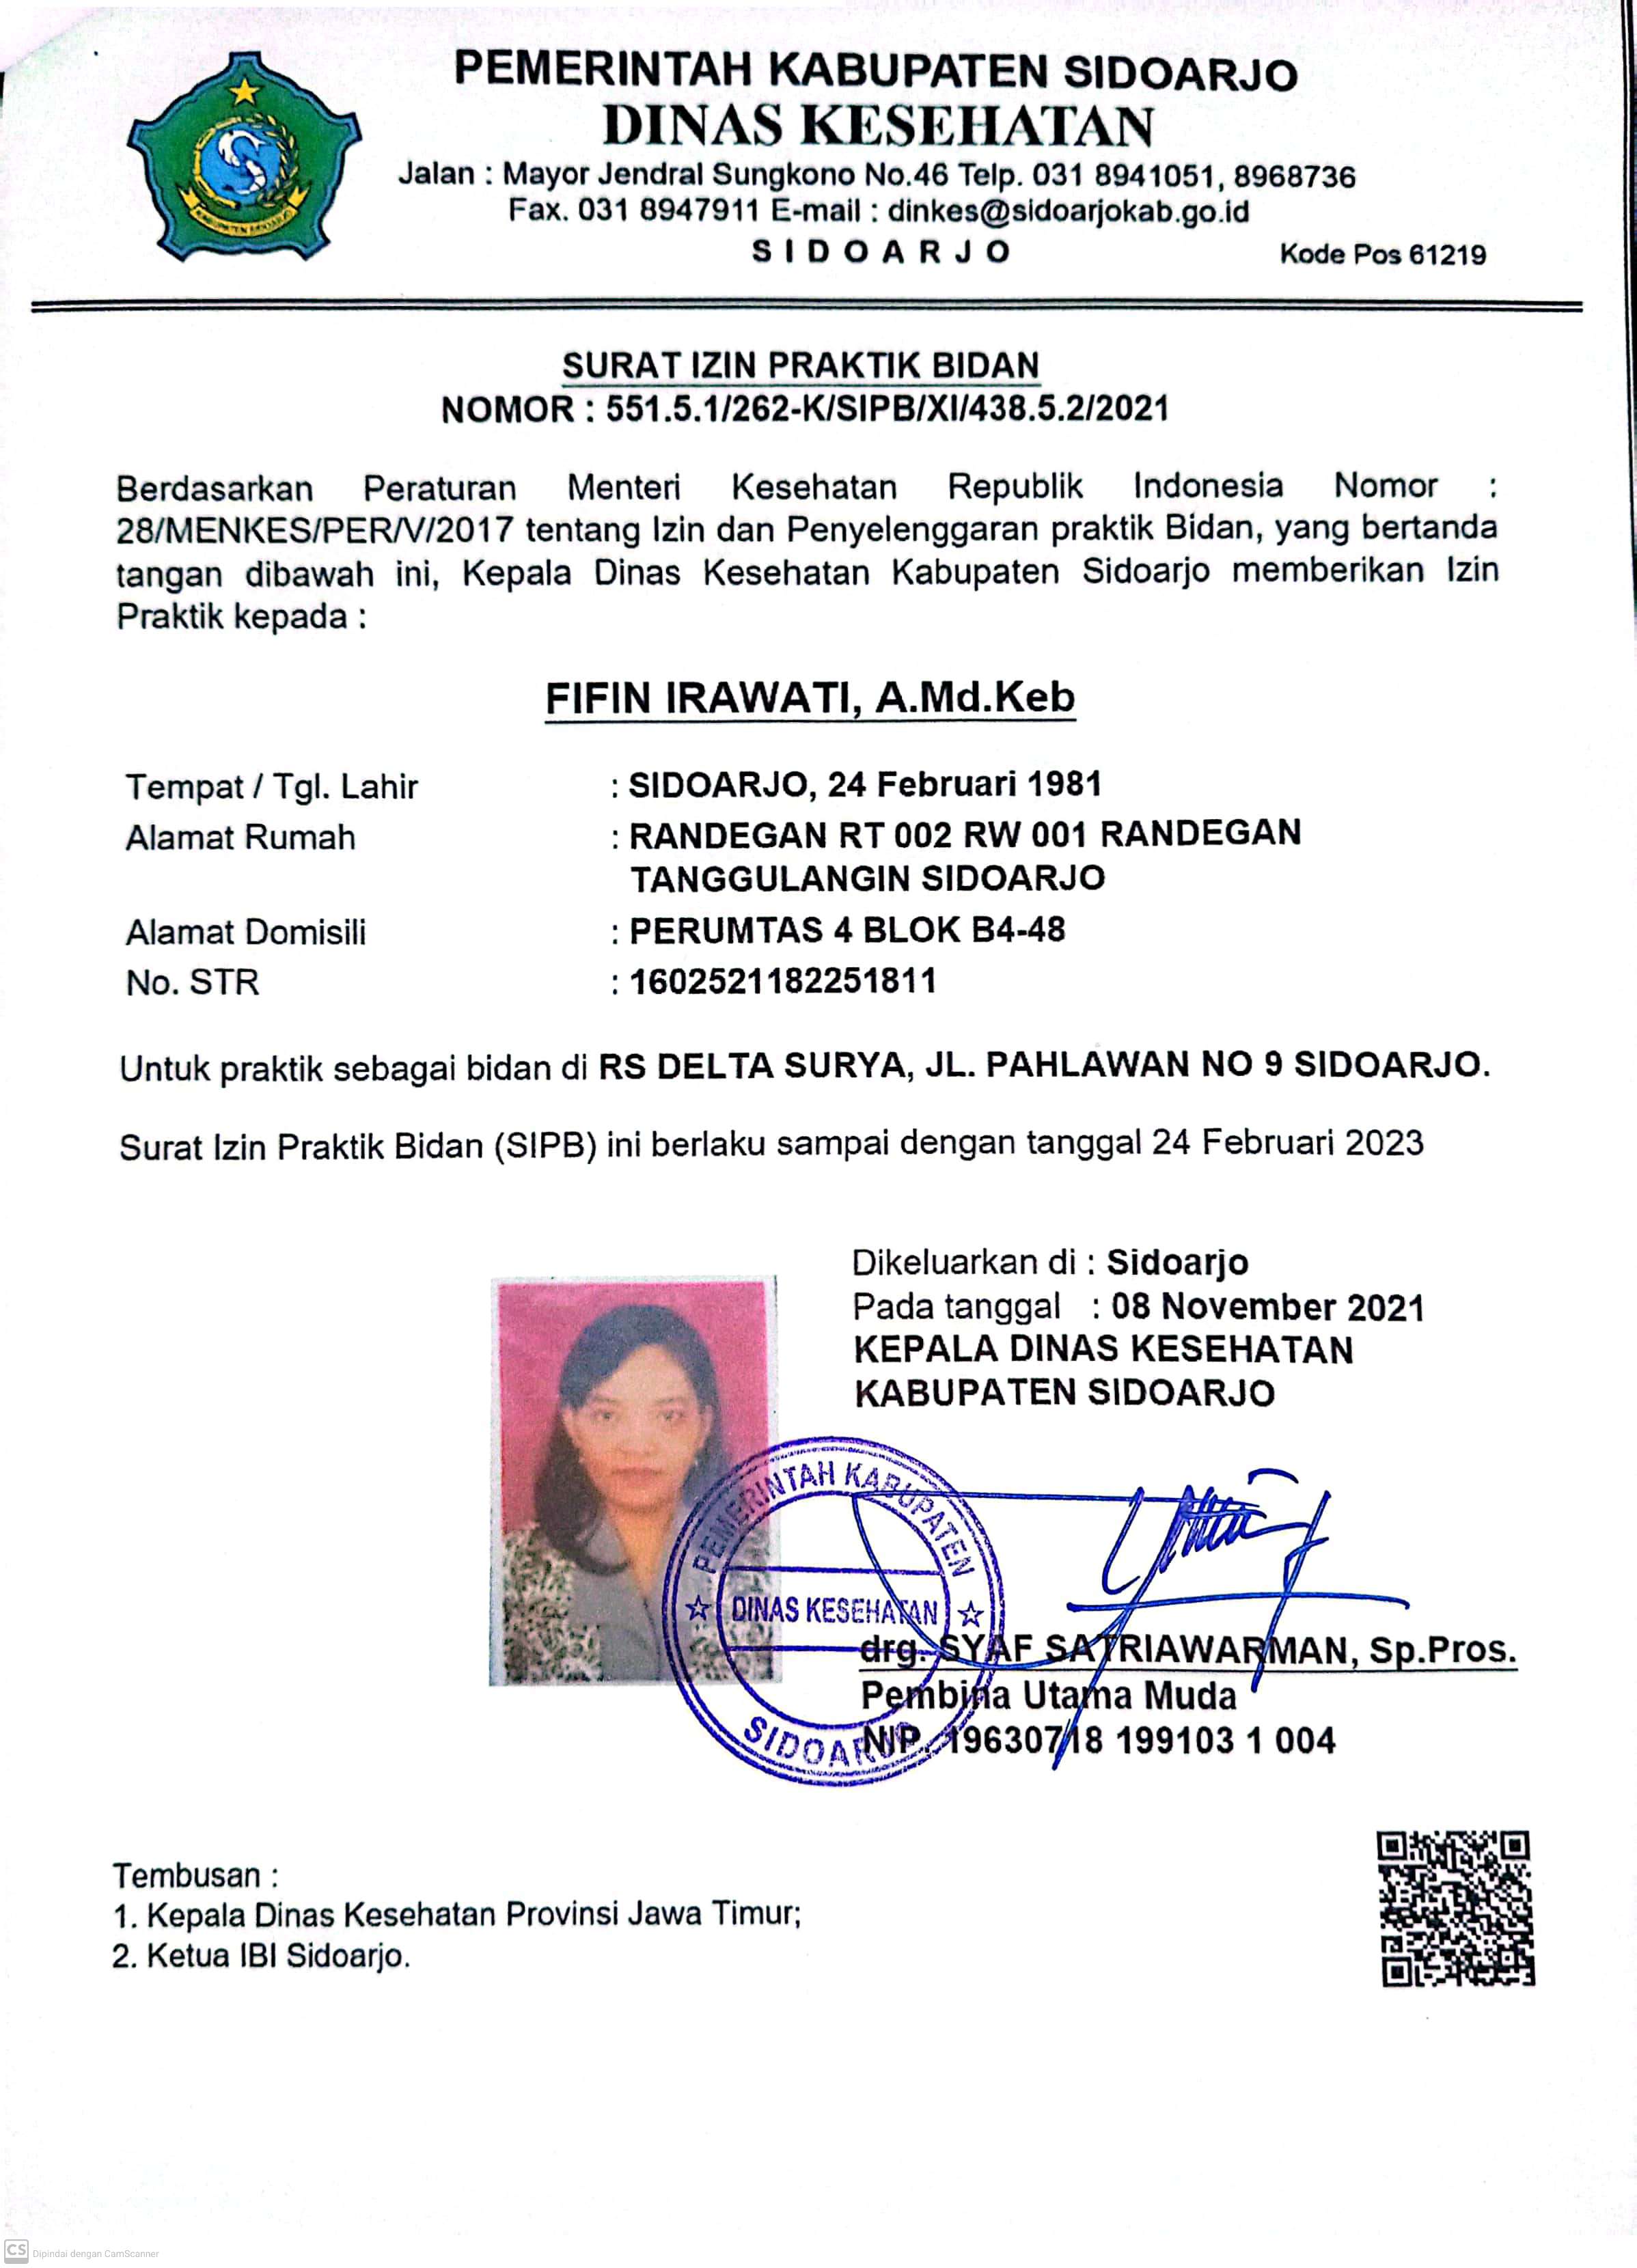 PEMERINTAH KABUPATEN SIDOARJO
DINAS KESEHATAN
Jalan : Mayor Jendral Sungkono No.46 Telp. 031 8941051, 8968736
Fax. 031 8947911 E-mail : dinkes@sidoarjokab.go.id
SIDOARJO
Kode Pos 61219
KABUPATEN SIDOARJO
SURAT IZIN PRAKTIK BIDAN
NOMOR : 551.5.1/262-K/SIPB/XI/438.5.2/2021
Berdasarkan Peraturan Menteri Kesehatan Republik Indonesia Nomor :
28/MENKES/PER/V/2017 tentang Izin dan Penyelenggaran praktik Bidan, yang bertanda
tangan dibawah ini, Kepala Dinas Kesehatan Kabupaten Sidoarjo memberikan Izin
Praktik kepada :
FIFIN IRAWATI, A.Md.Keb
Tempat / Tgl. Lahir : SIDOARJO, 24 Februari 1981
Alamat Rumah : RANDEGAN RT 002 RW 001 RANDEGAN
TANGGULANGIN SIDOARJO
Alamat Domisili : PERUMTAS 4 BLOK B4-48
No. STR : 1602521182251811
Untuk praktik sebagai bidan di RS DELTA SURYA, JL. PAHLAWAN NO 9 SIDOARJO.
Surat Izin Praktik Bidan (SIPB) ini berlaku sampai dengan tanggal 24 Februari 2023
Dikeluarkan di : Sidoarjo
Pada tanggal : 08 November 2021
KEPALA DINAS KESEHATAN
KABUPATEN SIDOARJO
PEMERINTAH KABUPATEN
DINAS KESEHATAN
SIDOARJO
drg. SYAF SATRIAWARMAN, Sp.Pros.
Pembina Utama Muda
NIP. 19630718 199103 1 004
Tembusan :
1. Kepala Dinas Kesehatan Provinsi Jawa Timur;
2. Ketua IBI Sidoarjo.
CS Dipindai dengan CamScanner